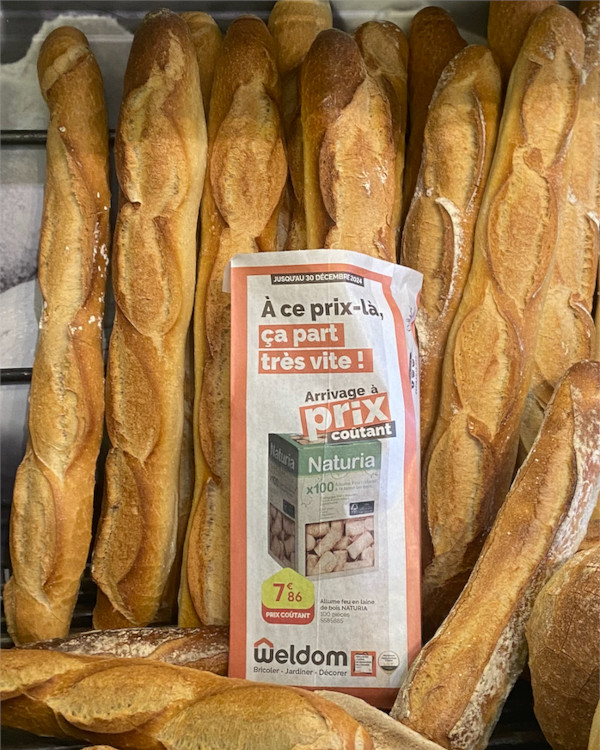 JUSQU'AU 30 DÉCEMBRE 2024
À ce prix-là,
ça part
très vite !
Arrivage à
prix
coûtant
Naturia
Naturia
x100
7€86
PRIX COÛTANT
Allume feu en laine
de bois NATURIA
100 pièces
weldom
Bricoler - Jardiner - Décorer